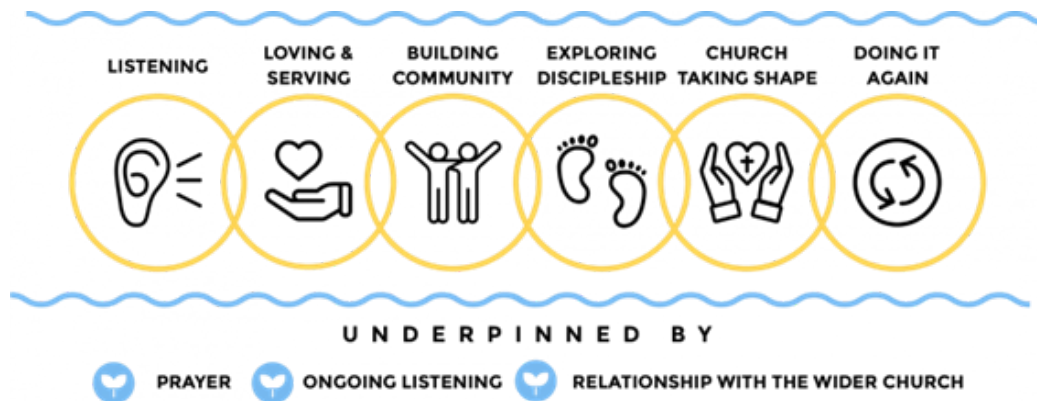 LISTENING
LOVING &
SERVING
BUILDING
COMMUNITY
EXPLORING
DISCIPLESHIP
CHURCH
TAKING SHAPE
DOING IT
AGAIN
UNDERPINNED BY
PRAYER
ONGOING LISTENING
RELATIONSHIP WITH THE WIDER CHURCH